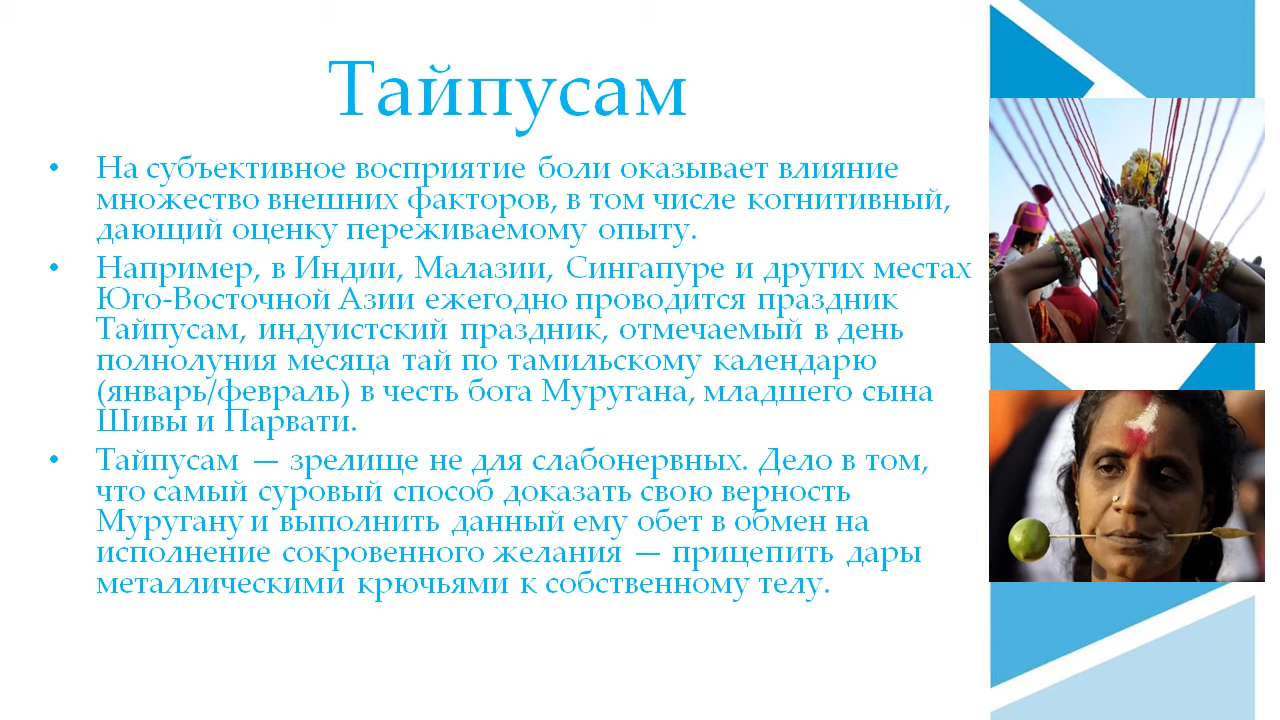 Тайпусам
• На субъективное восприятие боли оказывает влияние
множество внешних факторов, в том числе когнитивный,
дающий оценку переживаемому опыту.
• Например, в Индии, Малазии, Сингапуре и других местах
Юго-Восточной Азии ежегодно проводится праздник
Тайпусам, индуистский праздник, отмечаемый в день
полнолуния месяца тай по тамильскому календарю
(январь/февраль) в честь бога Муругана, младшего сына
Шивы и Парвати.
• Тайпусам — зрелище не для слабонервных. Дело в том,
что самый суровый способ доказать свою верность
Муругану и выполнить данный ему обет в обмен на
исполнение сокровенного желания — прицепить дары
металлическими крючьями к собственному телу.